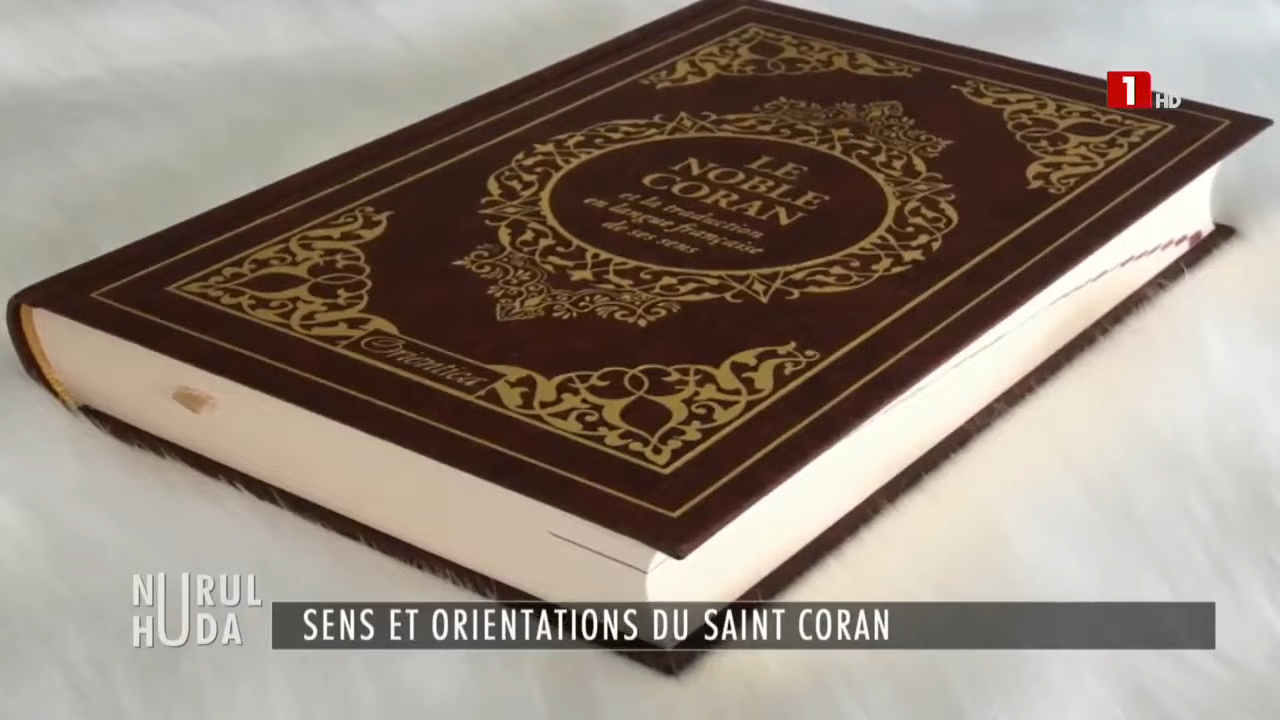 1 HD
LE
NOBLE
CORAN
et la traduction
en langue française
de ses sens
Orientica
NURUL
HUDA
SENS ET ORIENTATIONS DU SAINT CORAN